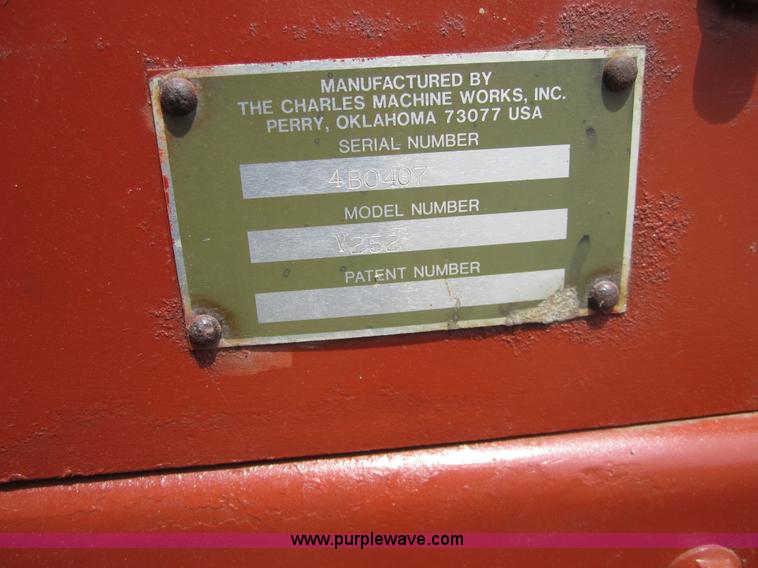 MANUFACTURED BY
THE CHARLES MACHINE WORKS, INC.
PERRY, OKLAHOMA 73077 USA
SERIAL NUMBER
4B0407
MODEL NUMBER
V252
PATENT NUMBER
www.purplewave.com